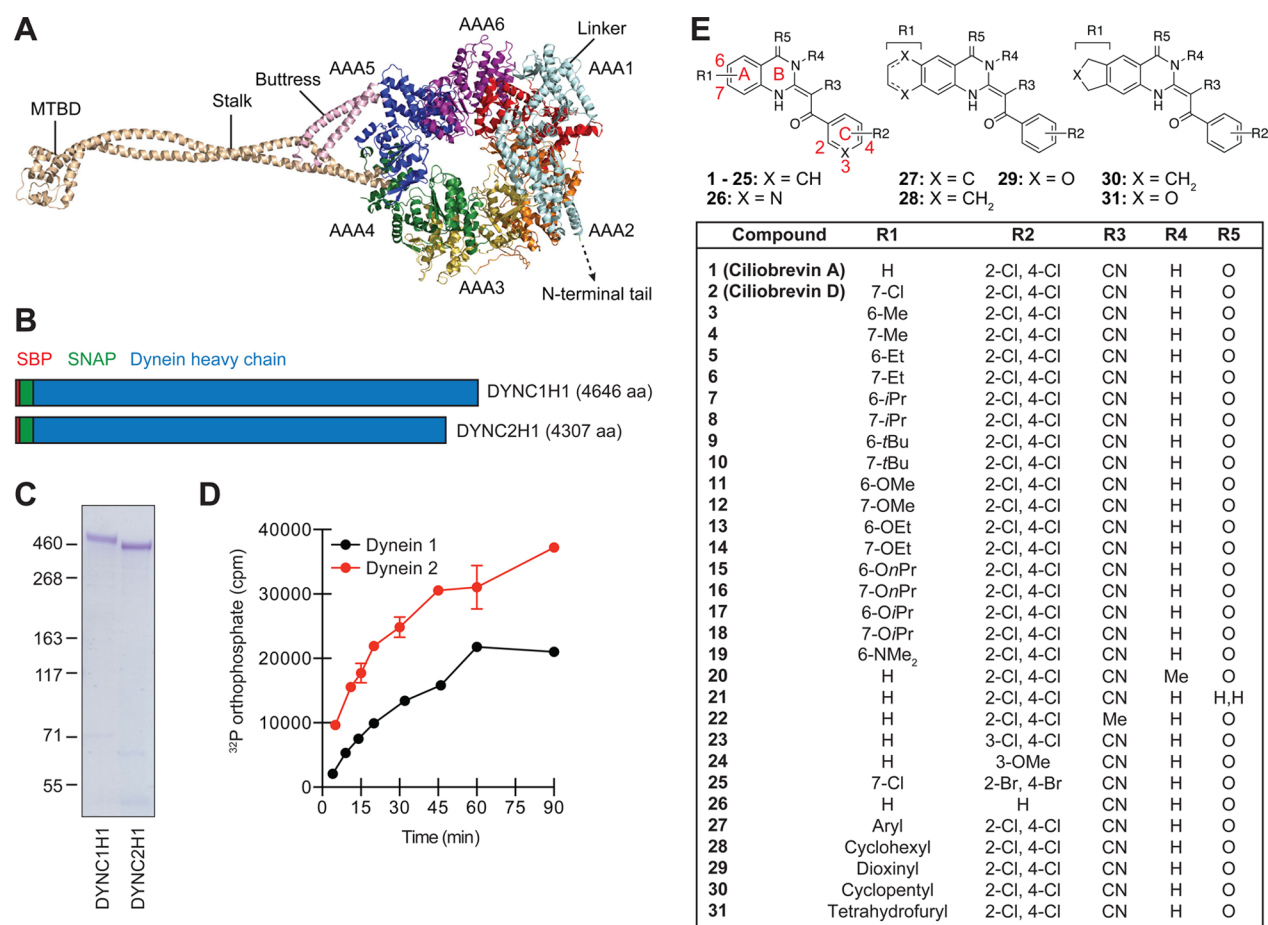 A
AAA6
Linker
AAA5
AAA1
Buttress
Stalk
MTBD
AAA4
AAA2
AAA3
N-terminal tail
B
SBP SNAP Dynein heavy chain
DYNC1H1 (4646 aa)
DYNC2H1 (4307 aa)
C
460
268
163
117
71
55
DYNC1H1
DYNC2H1
D
40000
30000
20000
10000
0
32P orthophosphate (cpm)
Dynein 1
Dynein 2
0 15 30 45 60 75 90
Time (min)
E
R5 R1 R5 R1 R5
6 A B N R4 X N R4 N R4
R1 R3 R3 X R3
7 NH X NH NH
O C R2 O R2 O R2
2 X 4
3
1 - 25: X = CH 27: X = C 29: X = O 30: X = CH2
26: X = N 28: X = CH2 31: X = O
Compound R1 R2 R3 R4 R5
1 (Ciliobrevin A) H 2-Cl, 4-Cl CN H O
2 (Ciliobrevin D) 7-Cl 2-Cl, 4-Cl CN H O
3 6-Me 2-Cl, 4-Cl CN H O
4 7-Me 2-Cl, 4-Cl CN H O
5 6-Et 2-Cl, 4-Cl CN H O
6 7-Et 2-Cl, 4-Cl CN H O
7 6-iPr 2-Cl, 4-Cl CN H O
8 7-iPr 2-Cl, 4-Cl CN H O
9 6-tBu 2-Cl, 4-Cl CN H O
10 7-tBu 2-Cl, 4-Cl CN H O
11 6-OMe 2-Cl, 4-Cl CN H O
12 7-OMe 2-Cl, 4-Cl CN H O
13 6-OEt 2-Cl, 4-Cl CN H O
14 7-OEt 2-Cl, 4-Cl CN H O
15 6-OnPr 2-Cl, 4-Cl CN H O
16 7-OnPr 2-Cl, 4-Cl CN H O
17 6-OiPr 2-Cl, 4-Cl CN H O
18 7-OiPr 2-Cl, 4-Cl CN H O
19 6-NMe2 2-Cl, 4-Cl CN H O
20 H 2-Cl, 4-Cl CN Me O
21 H 2-Cl, 4-Cl CN H H,H
22 H 2-Cl, 4-Cl Me H O
23 H 3-Cl, 4-Cl CN H O
24 H 3-OMe CN H O
25 7-Cl 2-Br, 4-Br CN H O
26 H H CN H O
27 Aryl 2-Cl, 4-Cl CN H O
28 Cyclohexyl 2-Cl, 4-Cl CN H O
29 Dioxinyl 2-Cl, 4-Cl CN H O
30 Cyclopentyl 2-Cl, 4-Cl CN H O
31 Tetrahydrofuryl 2-Cl, 4-Cl CN H O